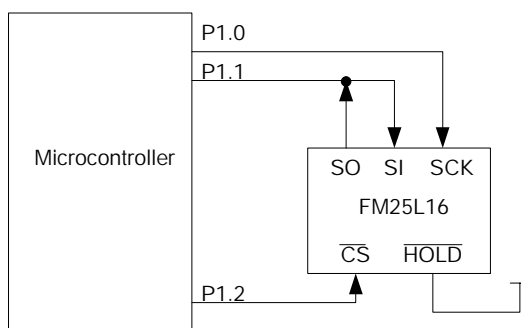 P1.0
P1.1
Microcontroller
SO SI SCK
FM25L16
CS HOLD
P1.2